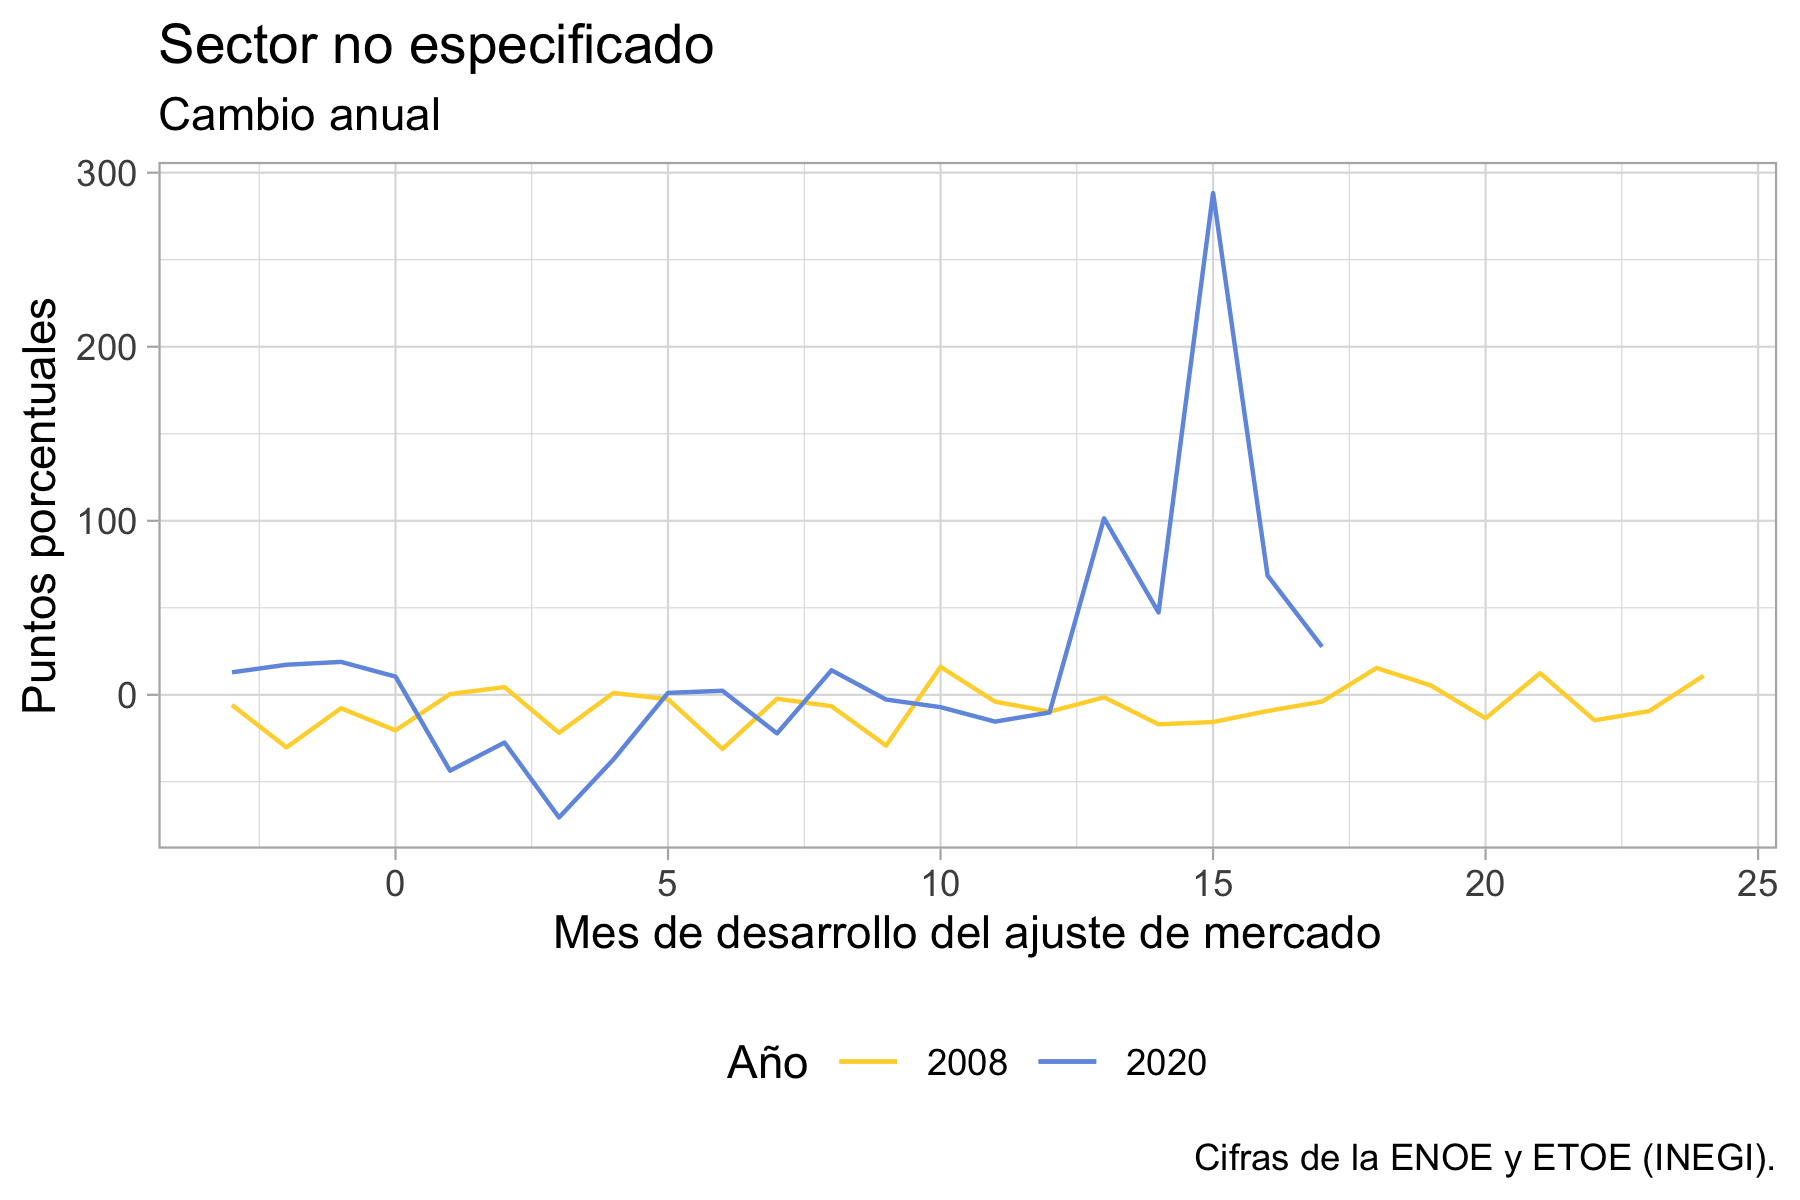 Sector no especificado
Cambio anual
300
200
100
0
Puntos porcentuales
0 5 10 15 20 25
Mes de desarrollo del ajuste de mercado
Año 2008 2020
Cifras de la ENOE y ETOE (INEGI).